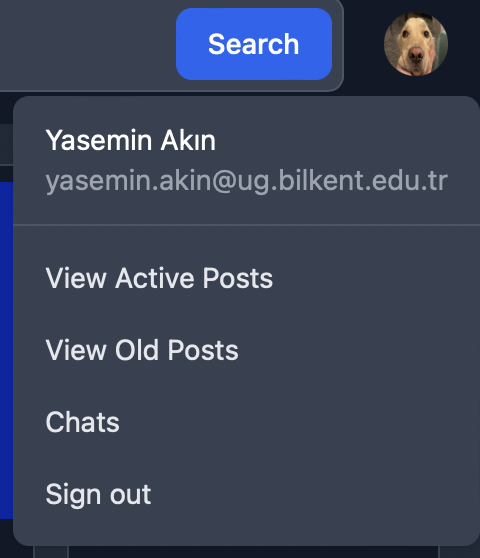 Search
Yasemin Akın
yasemin.akin@ug.bilkent.edu.tr
View Active Posts
View Old Posts
Chats
Sign out